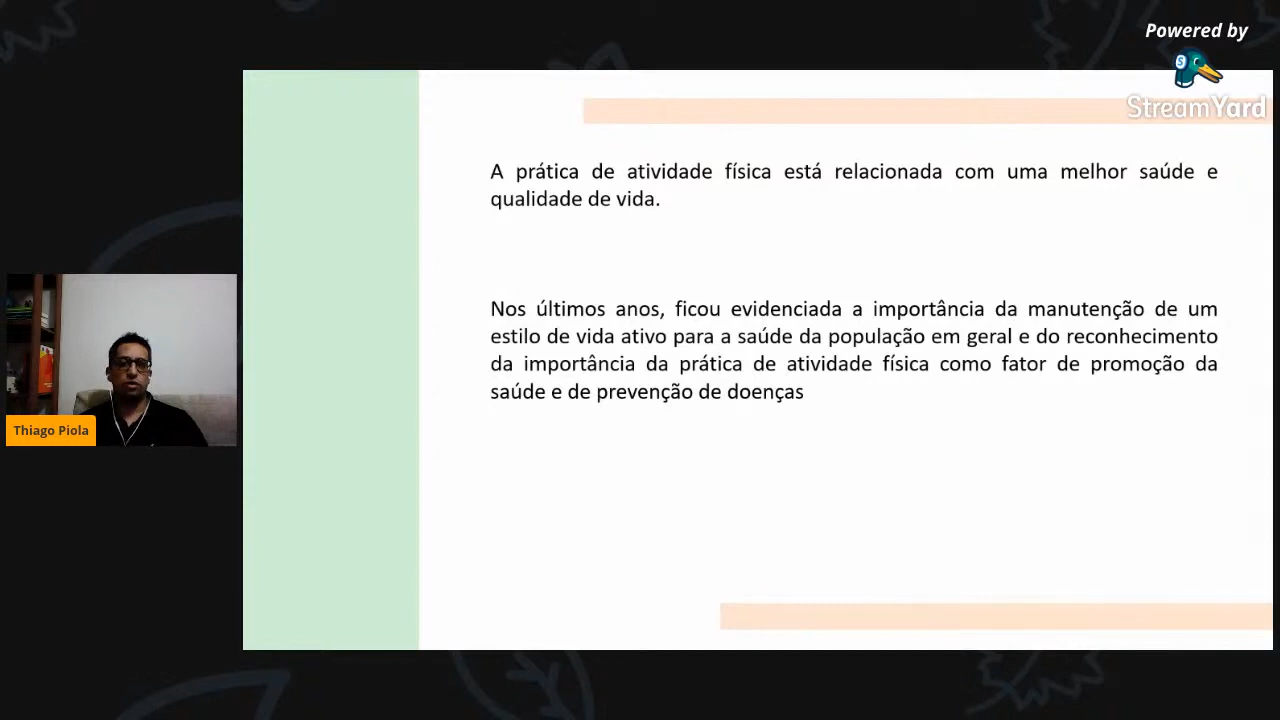 Powered by
StreamYard
A prática de atividade física está relacionada com uma melhor saúde e
qualidade de vida.
Nos últimos anos, ficou evidenciada a importância da manutenção de um
estilo de vida ativo para a saúde da população em geral e do reconhecimento
da importância da prática de atividade física como fator de promoção da
saúde e de prevenção de doenças
Thiago Piola